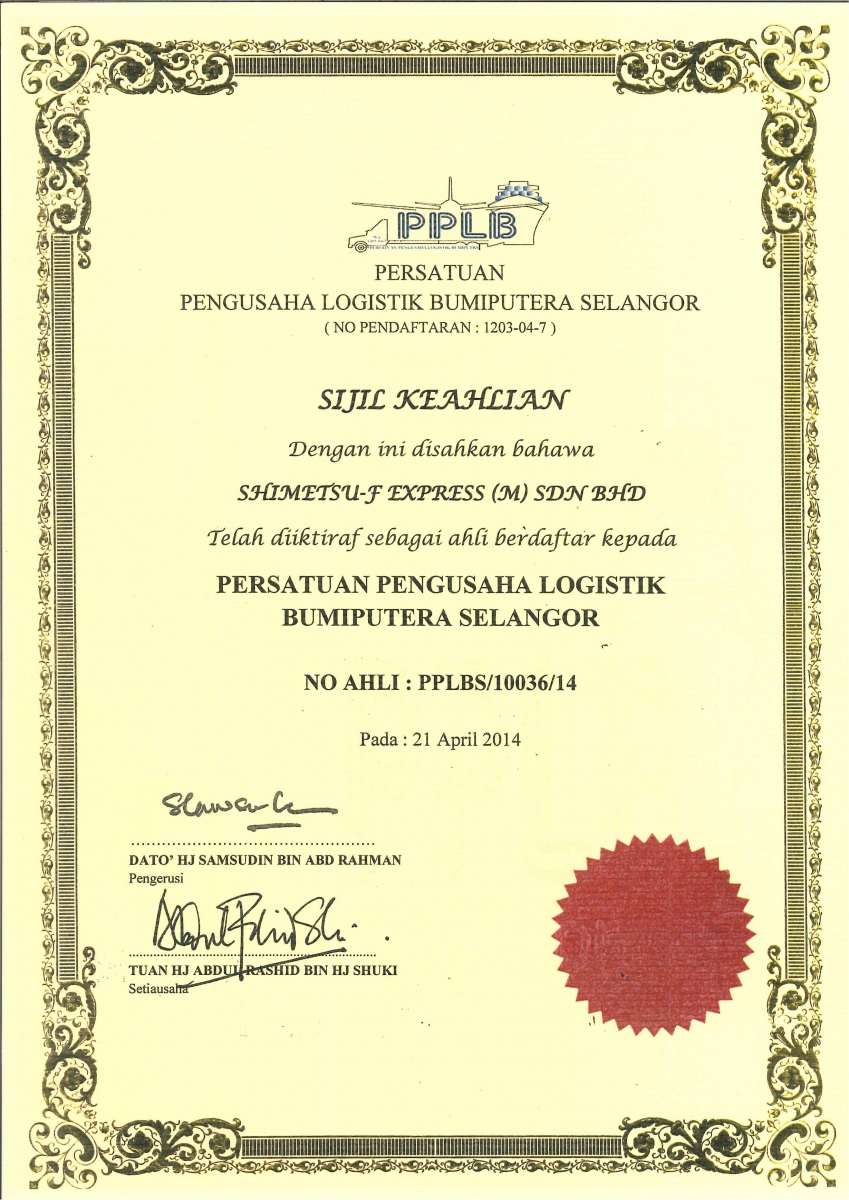 PPLB
PERSATUAN
PENGUSAHA LOGISTIK BUMIPUTERA SELANGOR
( NO PENDAFTARAN : 1203-04-7 )
SIJIL KEAHLIAN
Dengan ini disahkan bahawa
SHIMETSU-F EXPRESS (M) SDN BHD
Telah diiktiraf sebagai ahli berdaftar kepada
PERSATUAN PENGUSAHA LOGISTIK
BUMIPUTERA SELANGOR
NO AHLI : PPLBS/10036/14
Pada : 21 April 2014
DATO' HJ SAMSUDIN BIN ABD RAHMAN
Pengerusi
TUAN HJ ABDUL RASHID BIN HJ SHUKI
Setiausaha